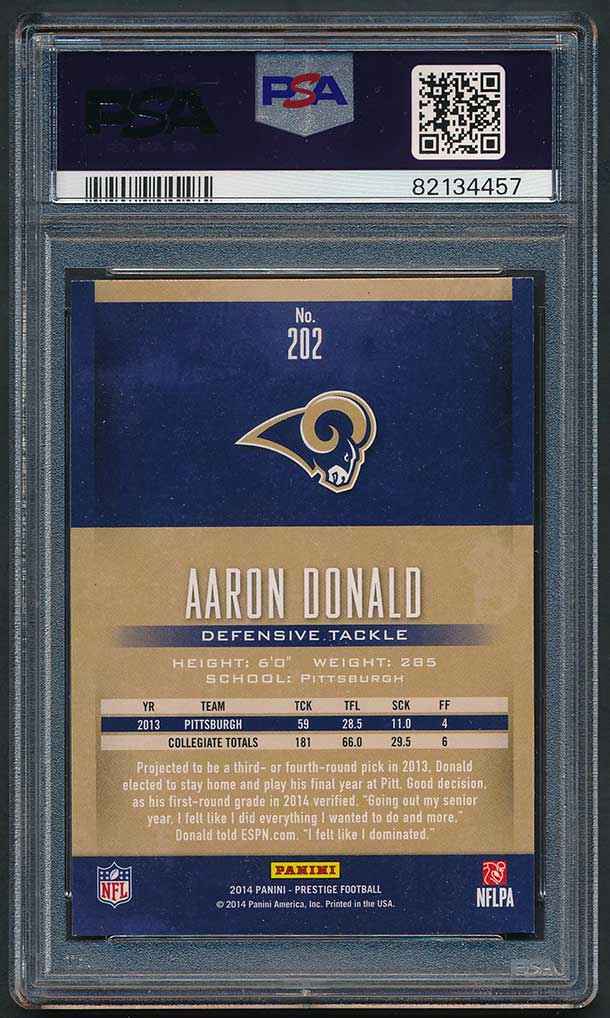 PSA
PSA
82134457
No.
202
AARON DONALD
DEFENSIVE TACKLE
HEIGHT: 6'0" WEIGHT: 285
SCHOOL: PITTSBURGH
YR TEAM TCK TFL SCK FF
2013 PITTSBURGH 59 28.5 11.0 4
COLLEGIATE TOTALS 181 66.0 29.5 6
Projected to be a third- or fourth-round pick in 2013, Donald
elected to stay home and play his final year at Pitt. Good decision,
as his first-round grade in 2014 verified. “Going out my senior
year, I felt like I did everything I wanted to do and more,”
Donald told ESPN.com. “I felt like I dominated.”
PANINI
NFL
2014 PANINI - PRESTIGE FOOTBALL
© 2014 Panini America, Inc. Printed in the USA.
NFLPA
PSA